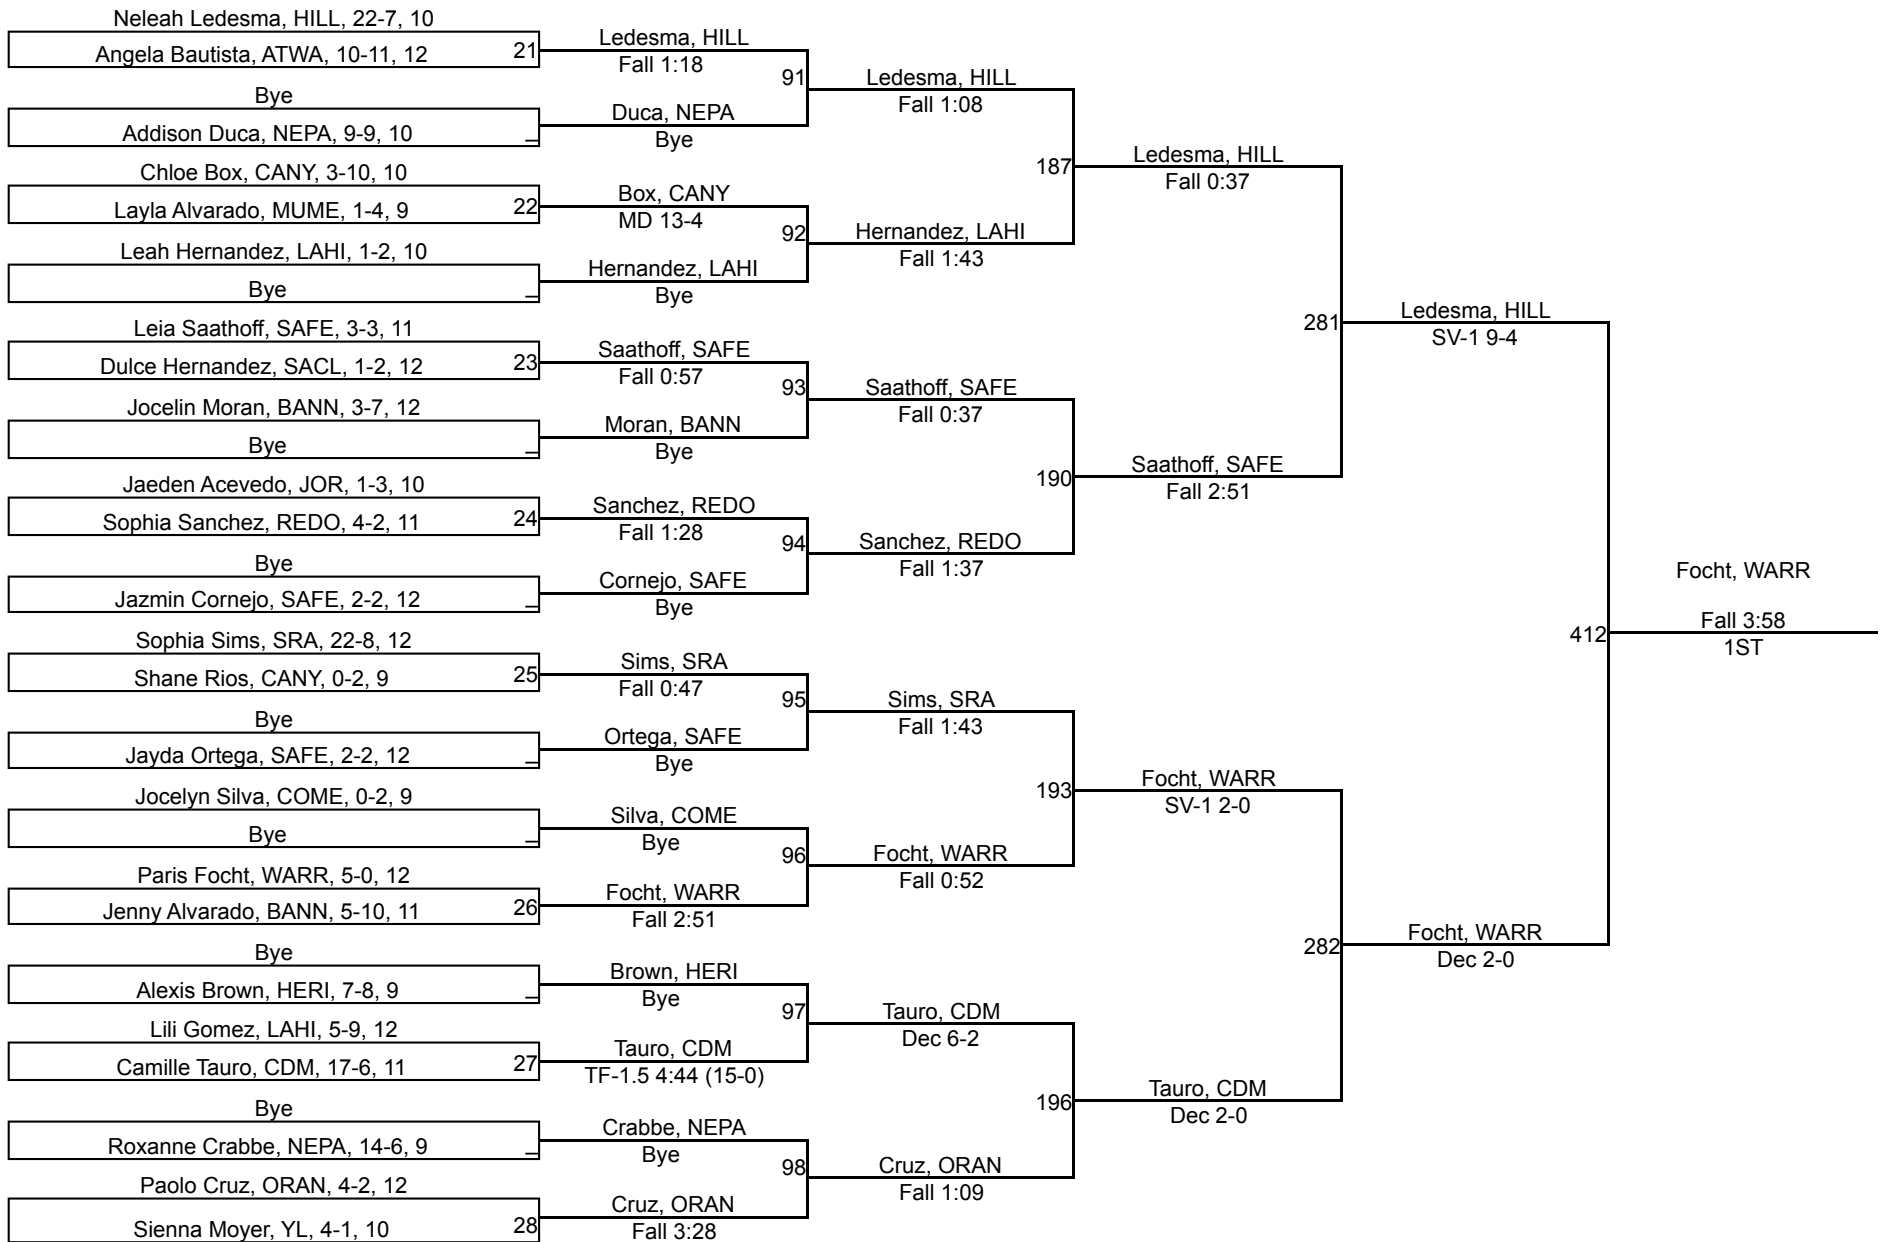 Neleah Ledesma, HILL, 22-7, 10
Angela Bautista, ATWA, 10-11, 12
21
Bye
Addison Duca, NEPA, 9-9, 10
_
Chloe Box, CANY, 3-10, 10
Layla Alvarado, MUME, 1-4, 9
22
Leah Hernandez, LAHI, 1-2, 10
Bye
_
Leia Saathoff, SAFE, 3-3, 11
Dulce Hernandez, SACL, 1-2, 12
23
Jocelin Moran, BANN, 3-7, 12
Bye
_
Jaeden Acevedo, JOR, 1-3, 10
Sophia Sanchez, REDO, 4-2, 11
24
Bye
Jazmin Cornejo, SAFE, 2-2, 12
_
Sophia Sims, SRA, 22-8, 12
Shane Rios, CANY, 0-2, 9
25
Bye
Jayda Ortega, SAFE, 2-2, 12
_
Jocelyn Silva, COME, 0-2, 9
Bye
_
Paris Focht, WARR, 5-0, 12
Jenny Alvarado, BANN, 5-10, 11
26
Bye
Alexis Brown, HERI, 7-8, 9
_
Lili Gomez, LAHI, 5-9, 12
Camille Tauro, CDM, 17-6, 11
27
Bye
Roxanne Crabbe, NEPA, 14-6, 9
_
Paolo Cruz, ORAN, 4-2, 12
Sienna Moyer, YL, 4-1, 10
28
Ledesma, HILL
Fall 1:18
91
Duca, NEPA
Bye
Box, CANY
MD 13-4
92
Hernandez, LAHI
Bye
Saathoff, SAFE
Fall 0:57
93
Moran, BANN
Bye
Sanchez, REDO
Fall 1:28
94
Cornejo, SAFE
Bye
Sims, SRA
Fall 0:47
95
Ortega, SAFE
Bye
Silva, COME
Bye
96
Focht, WARR
Fall 2:51
Brown, HERI
Bye
97
Tauro, CDM
TF-1.5 4:44 (15-0)
Crabbe, NEPA
Bye
98
Cruz, ORAN
Fall 3:28
Ledesma, HILL
Fall 1:08
187
Hernandez, LAHI
Fall 1:43
Saathoff, SAFE
Fall 0:37
190
Sanchez, REDO
Fall 1:37
Sims, SRA
Fall 1:43
193
Focht, WARR
Fall 0:52
Tauro, CDM
Dec 6-2
196
Cruz, ORAN
Fall 1:09
Ledesma, HILL
Fall 0:37
281
Saathoff, SAFE
Fall 2:51
Focht, WARR
SV-1 2-0
282
Tauro, CDM
Dec 2-0
Ledesma, HILL
SV-1 9-4
412
Focht, WARR
Dec 2-0
Focht, WARR
Fall 3:58
1ST